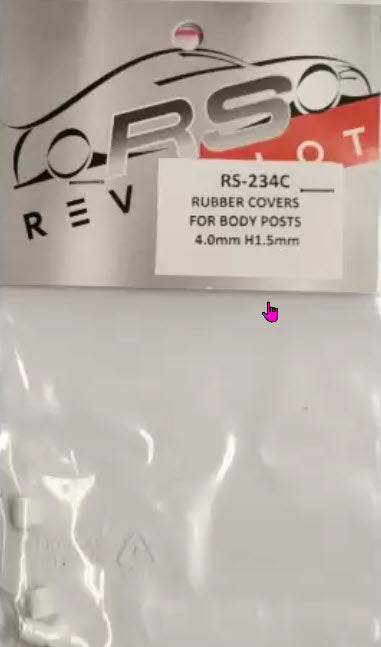 RS
REV LOT
RS-234C
RUBBER COVERS
FOR BODY POSTS
4.0mm H1.5mm